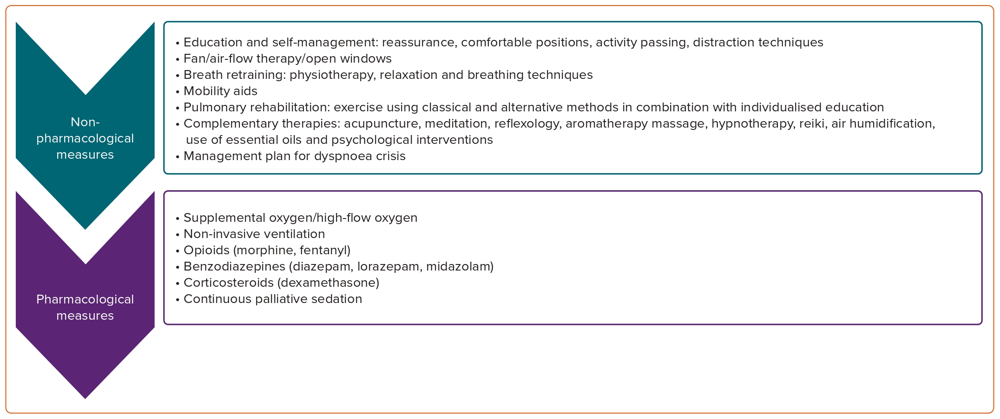 Non-
pharmacological
measures
• Education and self-management: reassurance, comfortable positions, activity passing, distraction techniques
• Fan/air-flow therapy/open windows
• Breath retraining: physiotherapy, relaxation and breathing techniques
• Mobility aids
• Pulmonary rehabilitation: exercise using classical and alternative methods in combination with individualised education
• Complementary therapies: acupuncture, meditation, reflexology, aromatherapy massage, hypnotherapy, reiki, air humidification,
use of essential oils and psychological interventions
• Management plan for dyspnoea crisis
Pharmacological
measures
• Supplemental oxygen/high-flow oxygen
• Non-invasive ventilation
• Opioids (morphine, fentanyl)
• Benzodiazepines (diazepam, lorazepam, midazolam)
• Corticosteroids (dexamethasone)
• Continuous palliative sedation